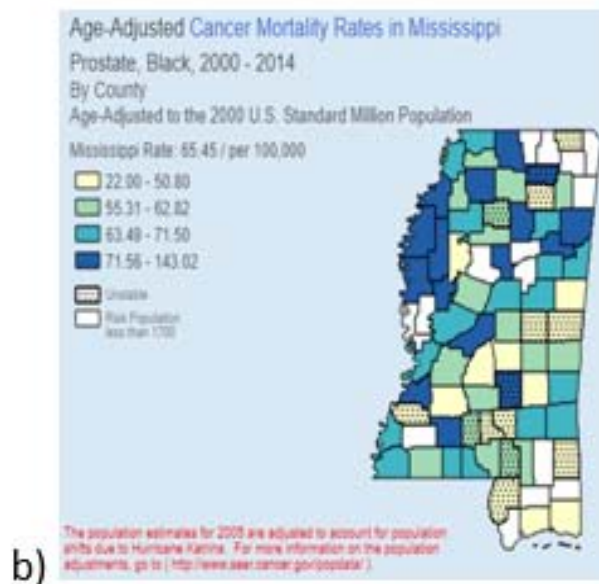 Age-Adjusted Cancer Mortality Rates in Mississippi
Prostate, Black, 2000 - 2014
By County
Age-Adjusted to the 2000 U.S. Standard Million Population
Mississippi Rate: 65.45 / per 100,000
22.00 - 50.80
55.31 - 62.82
63.49 - 71.50
71.56 - 143.02
Unstable
Risk Population
less than 1700
The population estimates for 2005 are adjusted to account for population
shifts due to Hurricane Katrina. For more information on the population
adjustments, go to ( http://www.seer.cancer.gov/popdata/ )
b)